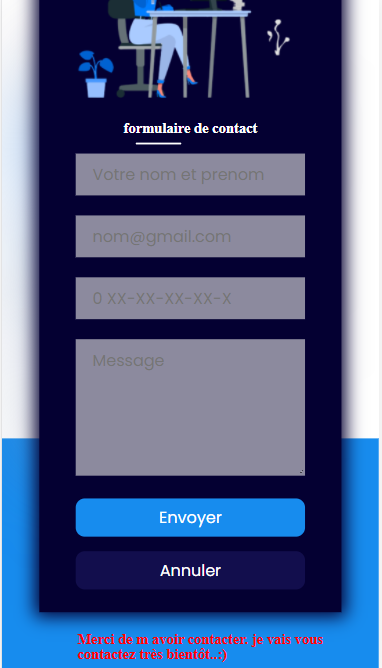 formulaire de contact
Votre nom et prenom
nom@gmail.com
0 XX-XX-XX-XX-X
Message
Envoyer
Annuler
Merci de m avoir contacter. je vais vous
contactez très bientôt..:)